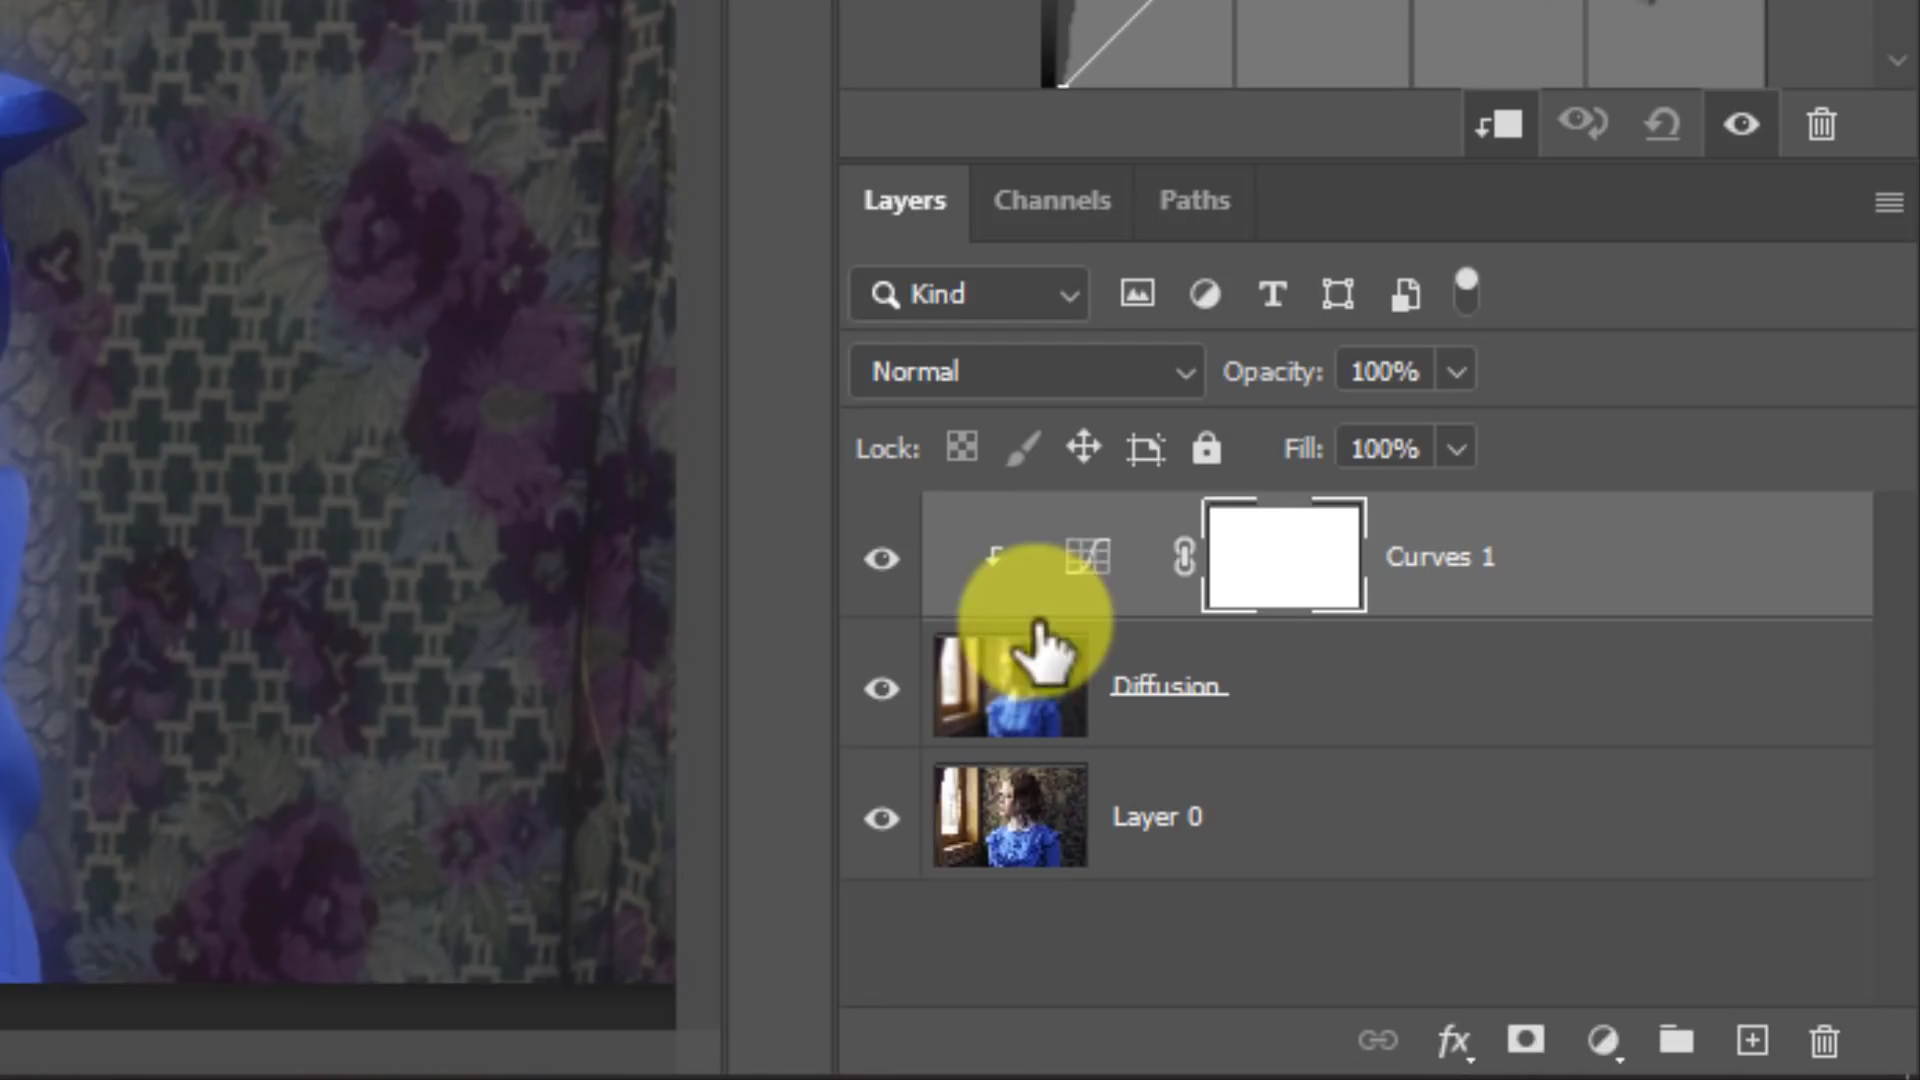 Layers Channels Paths
Kind
Normal Opacity: 100%
Lock: Fill: 100%
Curves 1
Diffusion
Layer 0
fx